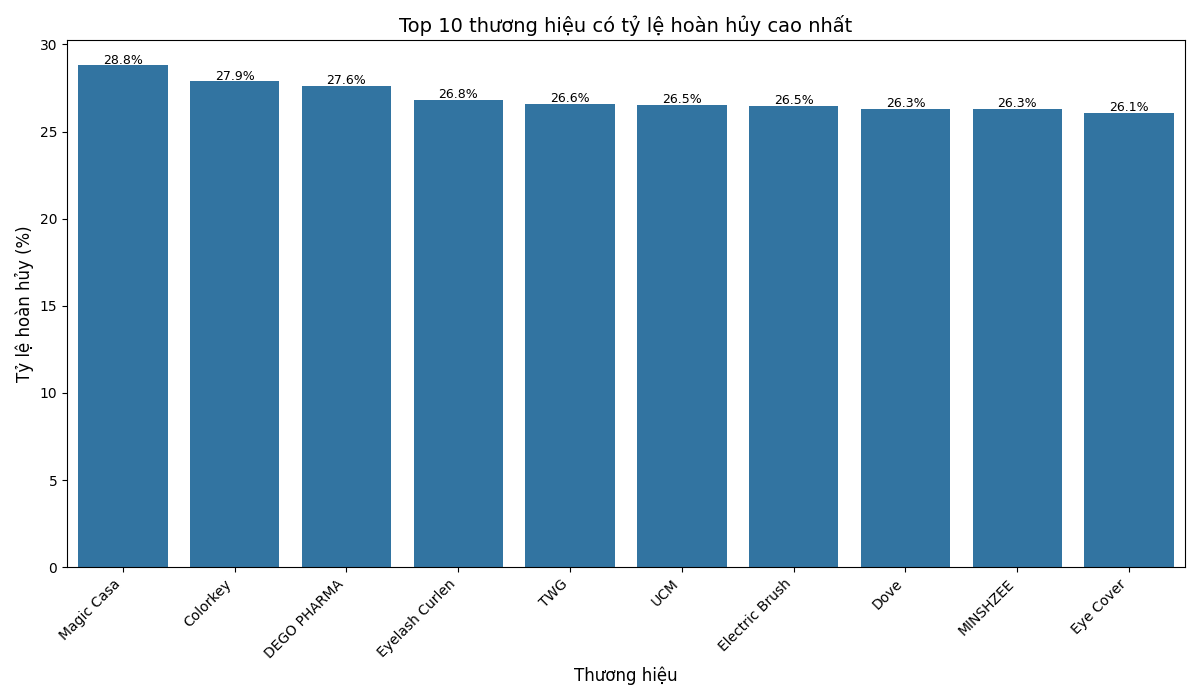 Top 10 thương hiệu có tỷ lệ hoàn hủy cao nhất
Tỷ lệ hoàn hủy (%)
30
25
20
15
10
5
0
28.8%
27.9%
27.6%
26.8%
26.6%
26.5%
26.5%
26.3%
26.3%
26.1%
Magic Casa
Colorkey
DEGO PHARMA
Eyelash Curlen
TWG
UCM
Electric Brush
Dove
MINSHZEE
Eye Cover
Thương hiệu